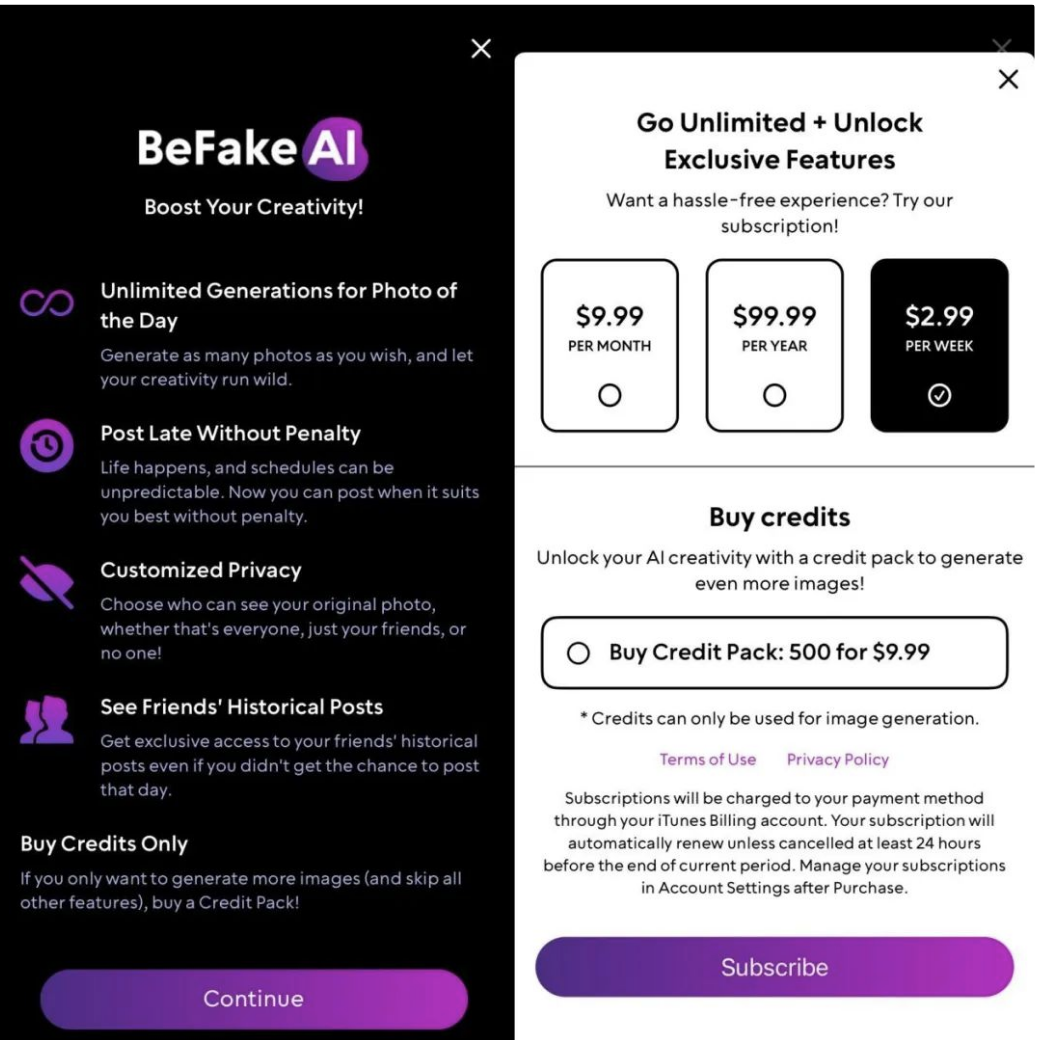 BeFake AI
Boost Your Creativity!
Unlimited Generations for Photo of
the Day
Generate as many photos as you wish, and let
your creativity run wild.
Post Late Without Penalty
Life happens, and schedules can be
unpredictable. Now you can post when it suits
you best without penalty.
Customized Privacy
Choose who can see your original photo,
whether that's everyone, just your friends, or
no one!
See Friends' Historical Posts
Get exclusive access to your friends' historical
posts even if you didn't get the chance to post
that day.
Buy Credits Only
If you only want to generate more images (and skip all
other features), buy a Credit Pack!
Continue
Go Unlimited + Unlock
Exclusive Features
Want a hassle-free experience? Try our
subscription!
$9.99
PER MONTH
$99.99
PER YEAR
$2.99
PER WEEK
Buy credits
Unlock your AI creativity with a credit pack to generate
even more images!
Buy Credit Pack: 500 for $9.99
* Credits can only be used for image generation.
Terms of Use Privacy Policy
Subscriptions will be charged to your payment method
through your iTunes Billing account. Your subscription will
automatically renew unless cancelled at least 24 hours
before the end of current period. Manage your subscriptions
in Account Settings after Purchase.
Subscribe